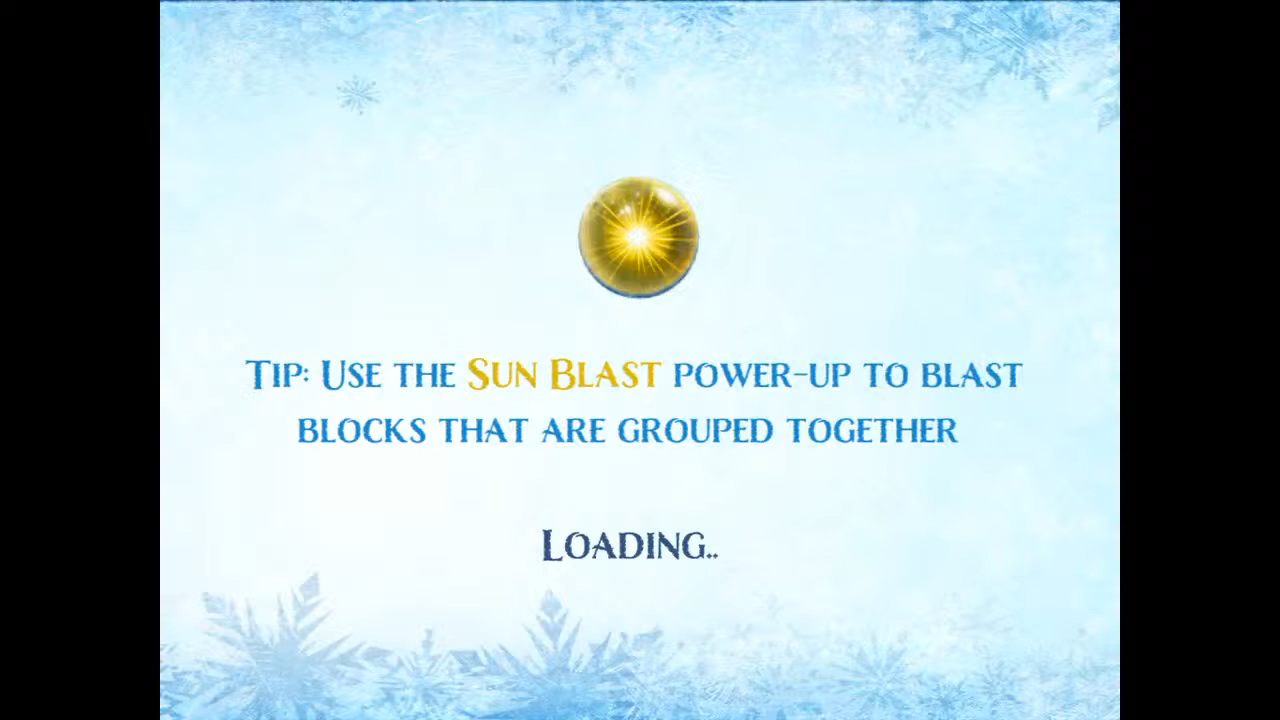 Tip: Use the Sun Blast power-up to blast
blocks that are grouped together
Loading..